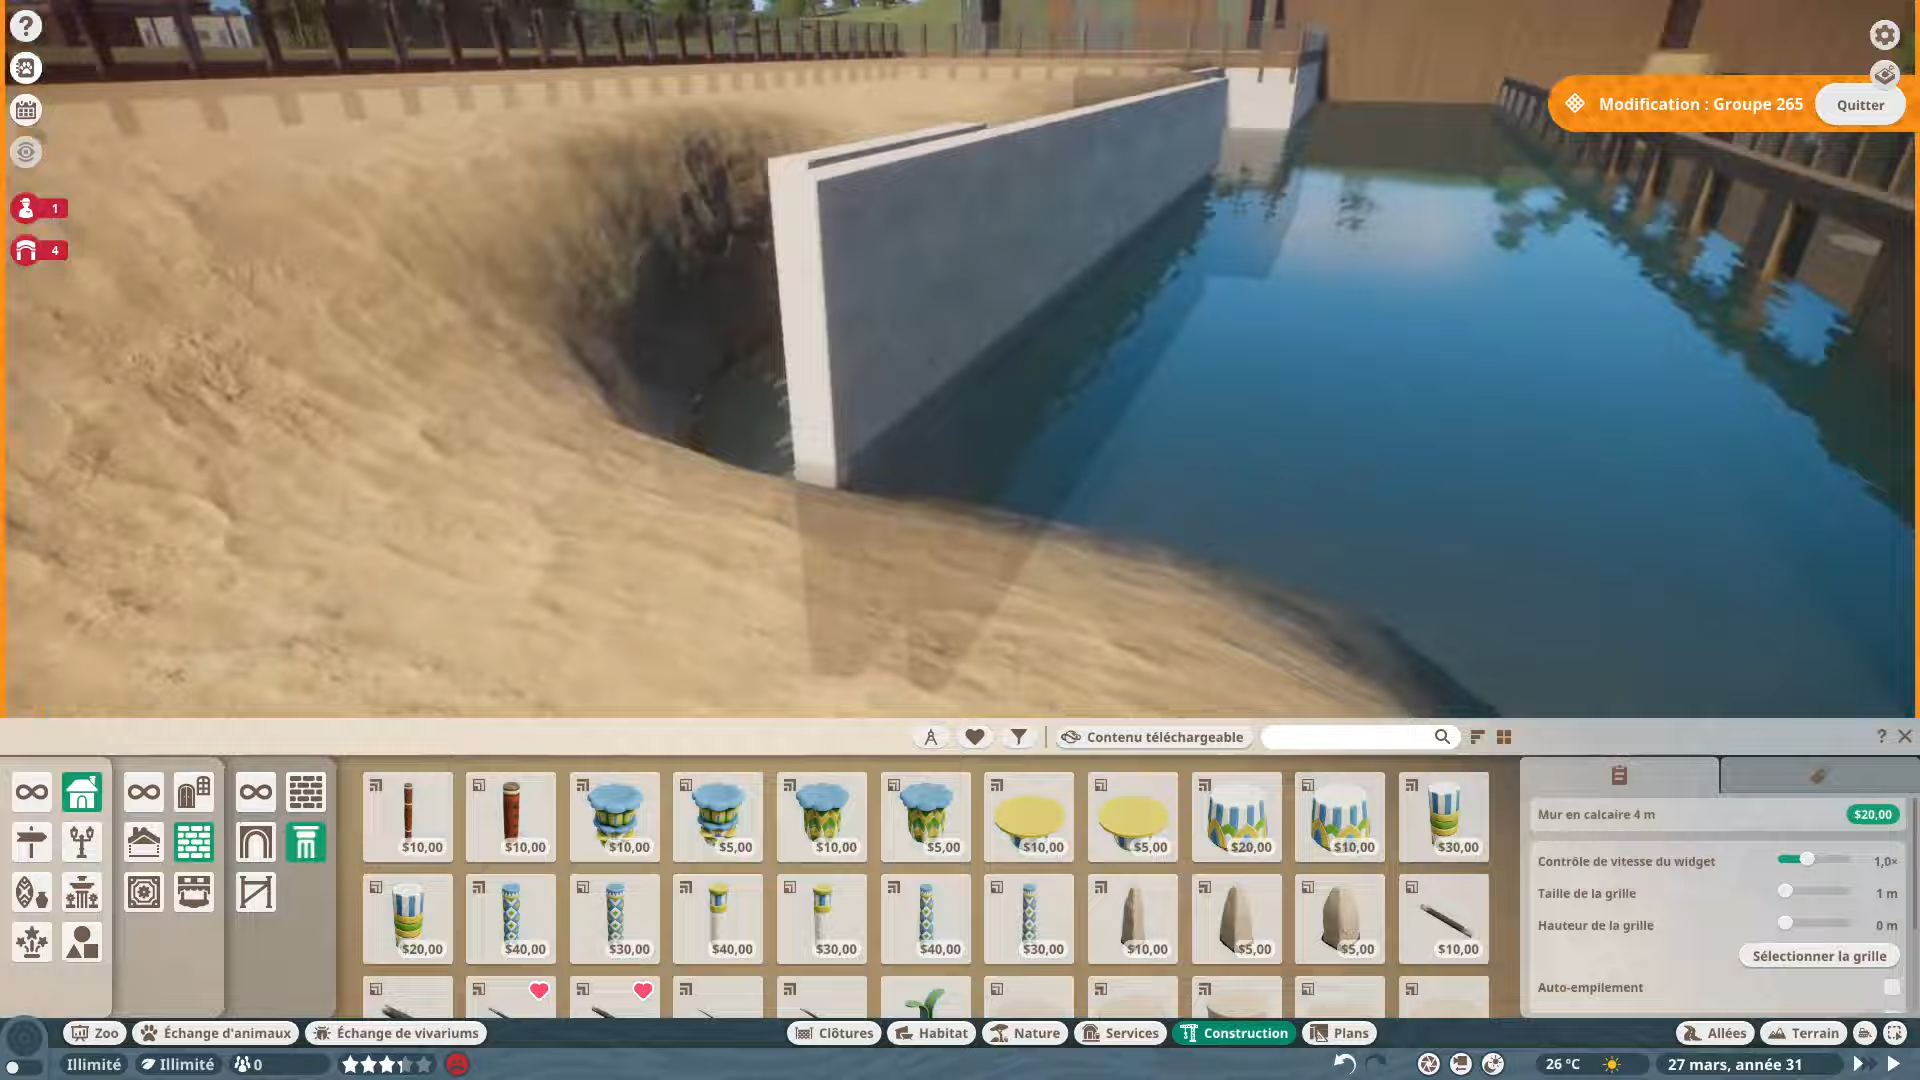 ?
Modification : Groupe 265
Quitter
1
4
Contenu téléchargeable
?
$10,00
$10,00
$10,00
$5,00
$10,00
$5,00
$10,00
$5,00
$20,00
$10,00
$30,00
$20,00
$40,00
$30,00
$40,00
$30,00
$40,00
$30,00
$10,00
$5,00
$5,00
$10,00
Mur en calcaire 4 m
$20,00
Contrôle de vitesse du widget
1,0×
Taille de la grille
1 m
Hauteur de la grille
0 m
Sélectionner la grille
Auto-empilement
Zoo
Échange d'animaux
Échange de vivariums
Clôtures
Habitat
Nature
Services
Construction
Plans
Allées
Terrain
Illimité
Illimité
0
26 °C
27 mars, année 31